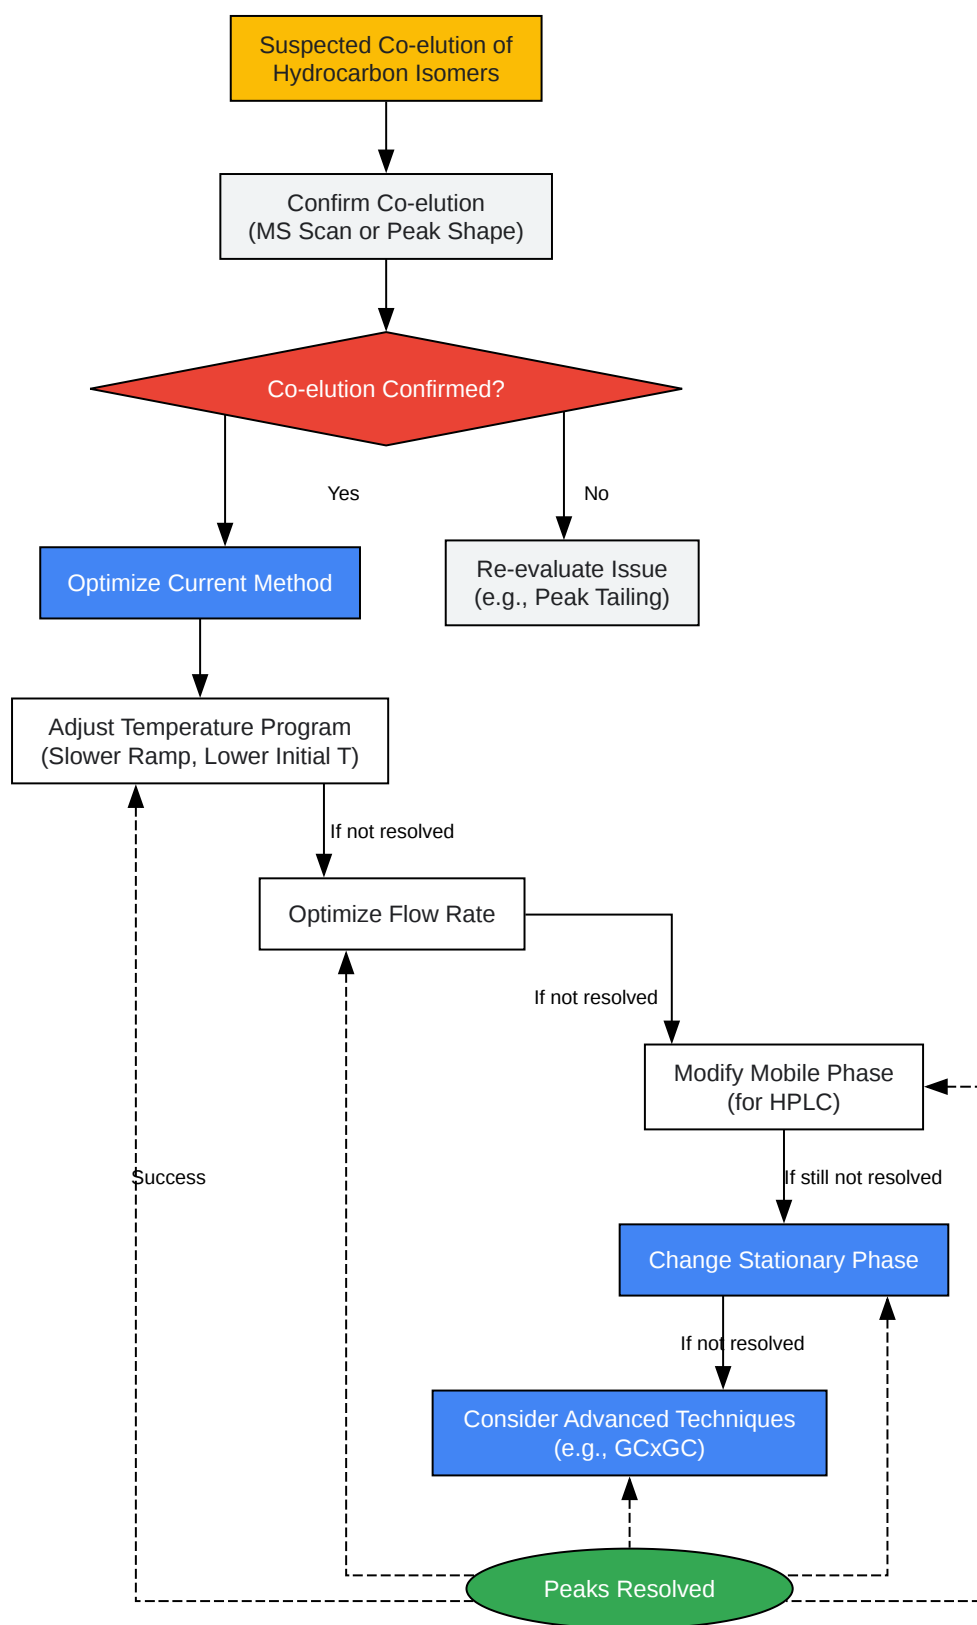 Suspected Co-elution of
Hydrocarbon Isomers
Confirm Co-elution
(MS Scan or Peak Shape)
Co-elution Confirmed?
Yes
No
Optimize Current Method
Re-evaluate Issue
(e.g., Peak Tailing)
Adjust Temperature Program
(Slower Ramp, Lower Initial T)
If not resolved
Optimize Flow Rate
If not resolved
Modify Mobile Phase
(for HPLC)
Success
If still not resolved
Change Stationary Phase
If not resolved
Consider Advanced Techniques
(e.g., GCxGC)
Peaks Resolved